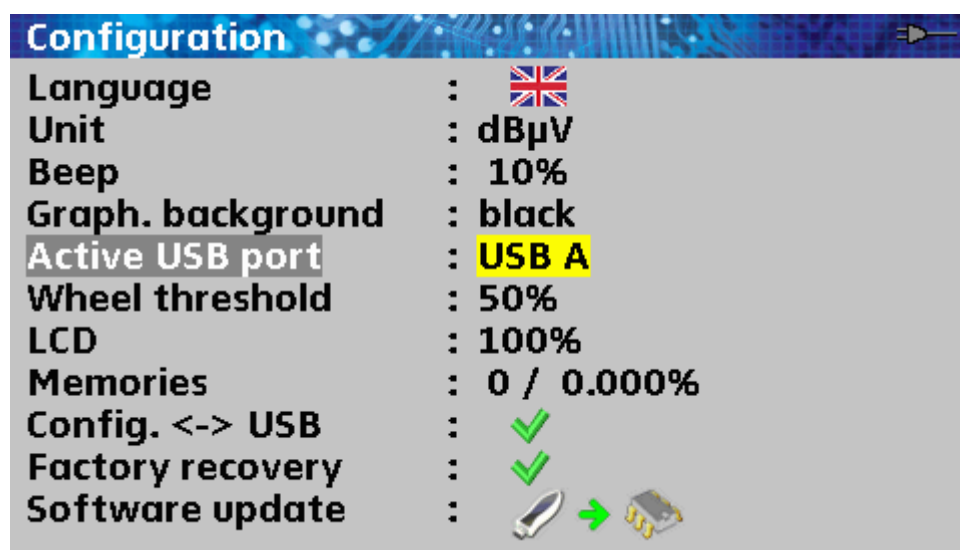 Configuration
Language :
Unit : dBµV
Beep : 10%
Graph. background : black
Active USB port : USB A
Wheel threshold : 50%
LCD : 100%
Memories : 0 / 0.000%
Config. <-> USB :
Factory recovery :
Software update :